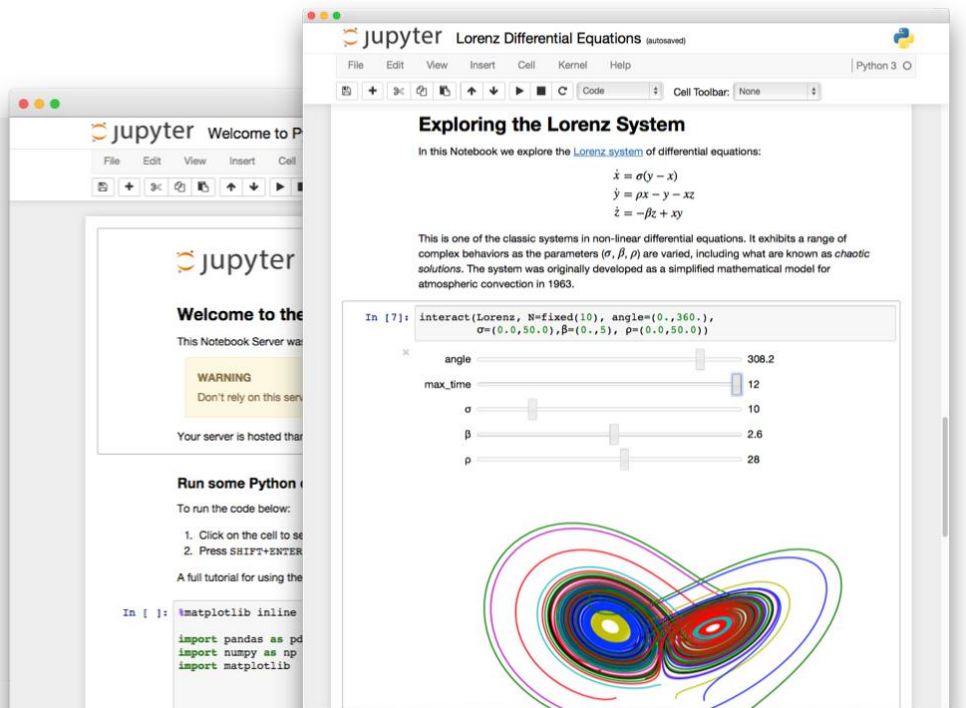 jupyter Lorenz Differential Equations (autosaved)
File Edit View Insert Cell Kernel Help Python 3
Code Cell Toolbar: None
Exploring the Lorenz System
In this Notebook we explore the Lorenz system of differential equations:
ẋ = σ(y − x)
ẏ = ρx − y − xz
ż = −βz + xy
This is one of the classic systems in non-linear differential equations. It exhibits a range of
complex behaviors as the parameters (σ, β, ρ) are varied, including what are known as chaotic
solutions. The system was originally developed as a simplified mathematical model for
atmospheric convection in 1963.
In [7]: interact(Lorenz, N=fixed(10), angle=(0.,360.),
σ=(0.0,50.0),β=(0.,5), ρ=(0.0,50.0))
angle 308.2
max_time 12
σ 10
β 2.6
ρ 28
jupyter Welcome to P
File Edit View Insert Cell
jupyter
Welcome to the
This Notebook Server was
WARNING
Don't rely on this serv
Your server is hosted than
Run some Python
To run the code below:
1. Click on the cell to se
2. Press SHIFT+ENTER
A full tutorial for using the
In [ ]: %matplotlib inline
import pandas as pd
import numpy as np
import matplotlib